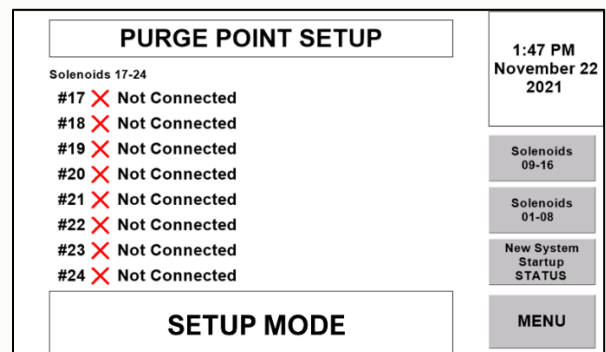 PURGE POINT SETUP
Solenoids 17-24
#17 Not Connected
#18 Not Connected
#19 Not Connected
#20 Not Connected
#21 Not Connected
#22 Not Connected
#23 Not Connected
#24 Not Connected
SETUP MODE
1:47 PM
November 22
2021
Solenoids
09-16
Solenoids
01-08
New System
Startup
STATUS
MENU